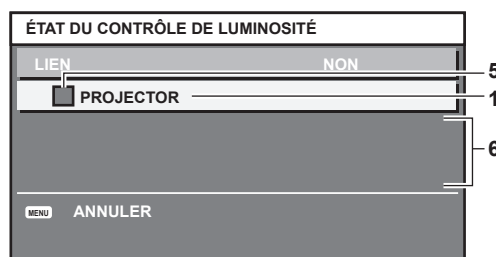 ÉTAT DU CONTRÔLE DE LUMINOSITÉ
LIEN NON
5
PROJECTOR 1
6
MENU ANNULER